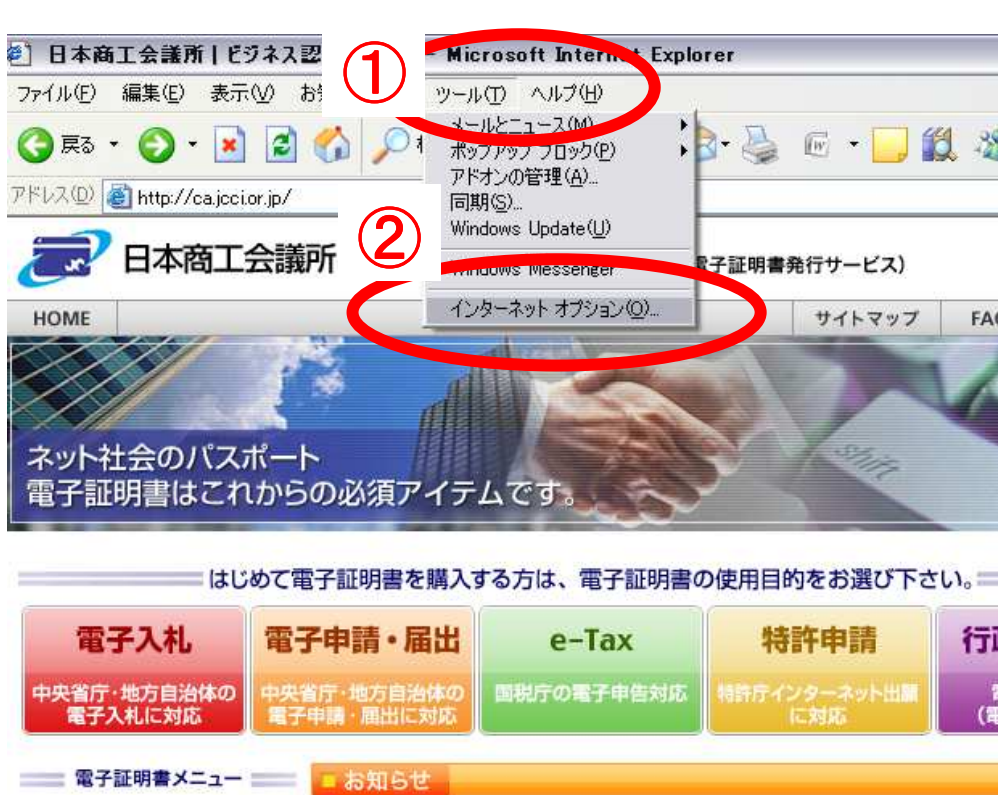 日本商工会議所 | ビジネス認
- Microsoft Internet Explorer
①
ファイル(F) 編集(E) 表示(V) お ツール(T) ヘルプ(H)
戻る
メールとニュース(M)
ポップアップ ブロック(P)
アドオンの管理(A)...
同期(S)...
Windows Update(U)
Windows Messenger
インターネット オプション(O)...
アドレス(D) http://ca.jcci.or.jp/
②
日本商工会議所
子証明書発行サービス)
HOME サイトマップ FAQ
ネット社会のパスポート
電子証明書はこれからの必須アイテムです。
shift
はじめて電子証明書を購入する方は、電子証明書の使用目的をお選び下さい。
電子入札
中央省庁・地方自治体の
電子入札に対応
電子申請・届出
中央省庁・地方自治体の
電子申請・届出に対応
e-Tax
国税庁の電子申告対応
特許申請
特許庁インターネット出願
に対応
行政
(電
電子証明書メニュー
お知らせ